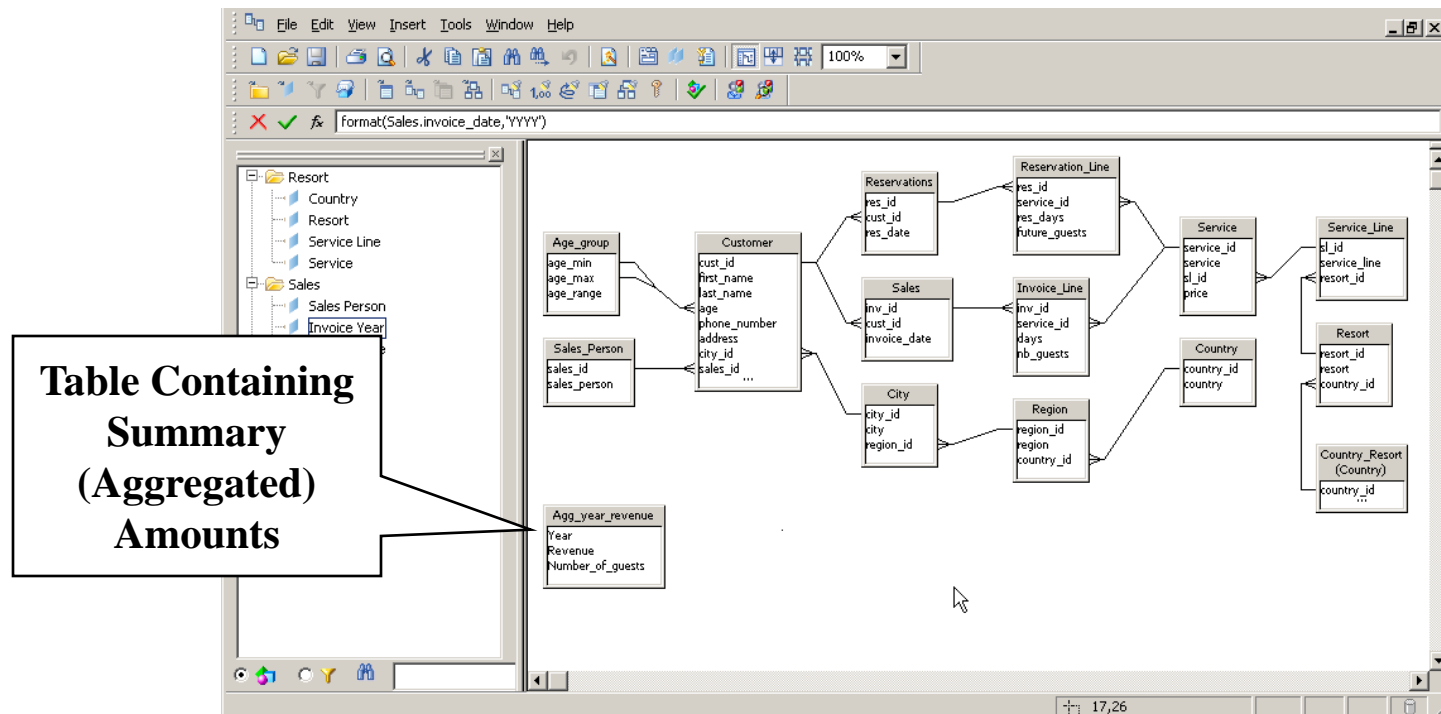 File Edit View Insert Tools Window Help
100%
format(Sales.invoice_date,'YYYY')
Resort
Country
Resort
Service Line
Service
Sales
Sales Person
Invoice Year
Table Containing
Summary
(Aggregated)
Amounts
Age_group
age_min
age_max
age_range
Sales_Person
sales_id
sales_person
Customer
cust_id
first_name
last_name
age
phone_number
address
city_id
sales_id
...
Reservations
res_id
cust_id
res_date
Sales
inv_id
cust_id
invoice_date
City
city_id
city
region_id
Reservation_Line
res_id
service_id
res_days
future_guests
Invoice_Line
inv_id
service_id
days
nb_guests
Region
region_id
region
country_id
Service
service_id
service
sl_id
price
Country
country_id
country
Service_Line
sl_id
service_line
resort_id
Resort
resort_id
resort
country_id
Country_Resort
(Country)
country_id
...
Agg_year_revenue
Year
Revenue
Number_of_guests
17,26